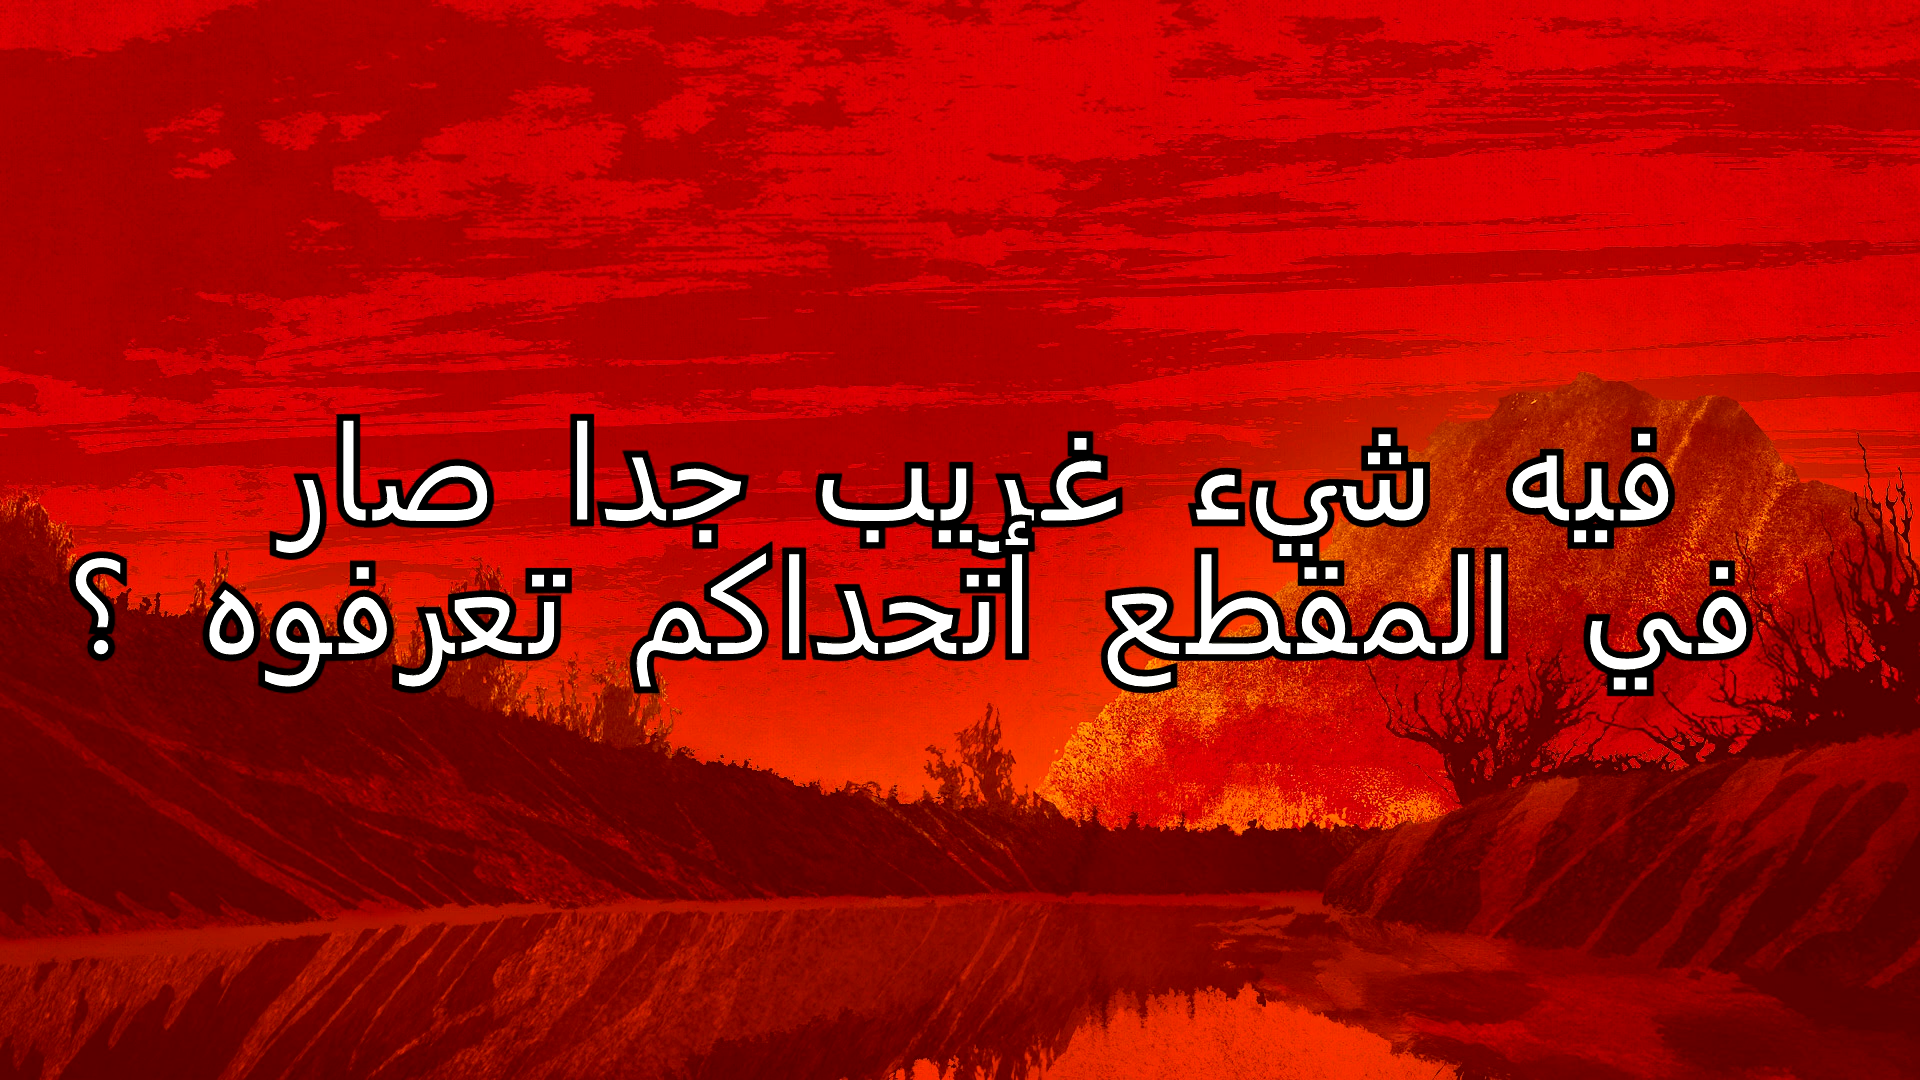 فيه شيء غريب جدا صار
في المقطع أتحداكم تعرفوه ؟